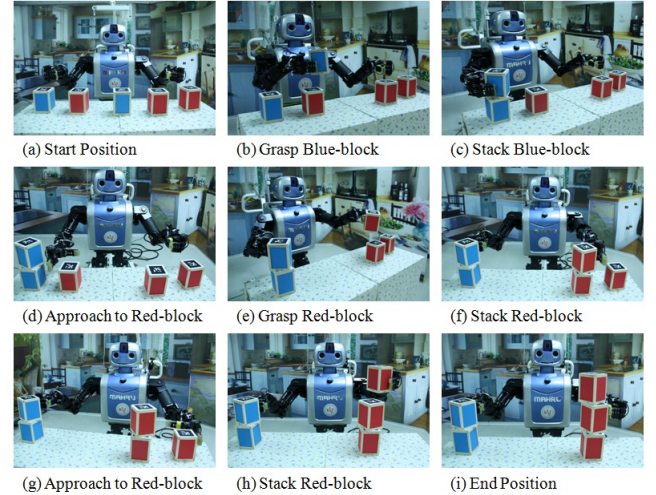 (a) Start Position
(b) Grasp Blue-block
(c) Stack Blue-block
(d) Approach to Red-block
(e) Grasp Red-block
(f) Stack Red-block
MAHRU
(g) Approach to Red-block
(h) Stack Red-block
(i) End Position